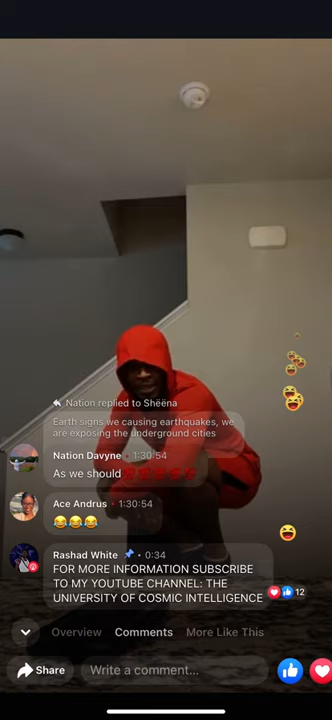 Nation replied to Shëëna
Earth signs we causing earthquakes, we
are exposing the underground cities
Nation Davyne • 1:30:54
As we should
Ace Andrus • 1:30:54
😂😂😂
Rashad White 📌 • 0:34
FOR MORE INFORMATION SUBSCRIBE
TO MY YOUTUBE CHANNEL: THE
UNIVERSITY OF COSMIC INTELLIGENCE
12
Overview Comments More Like This
Share Write a comment...